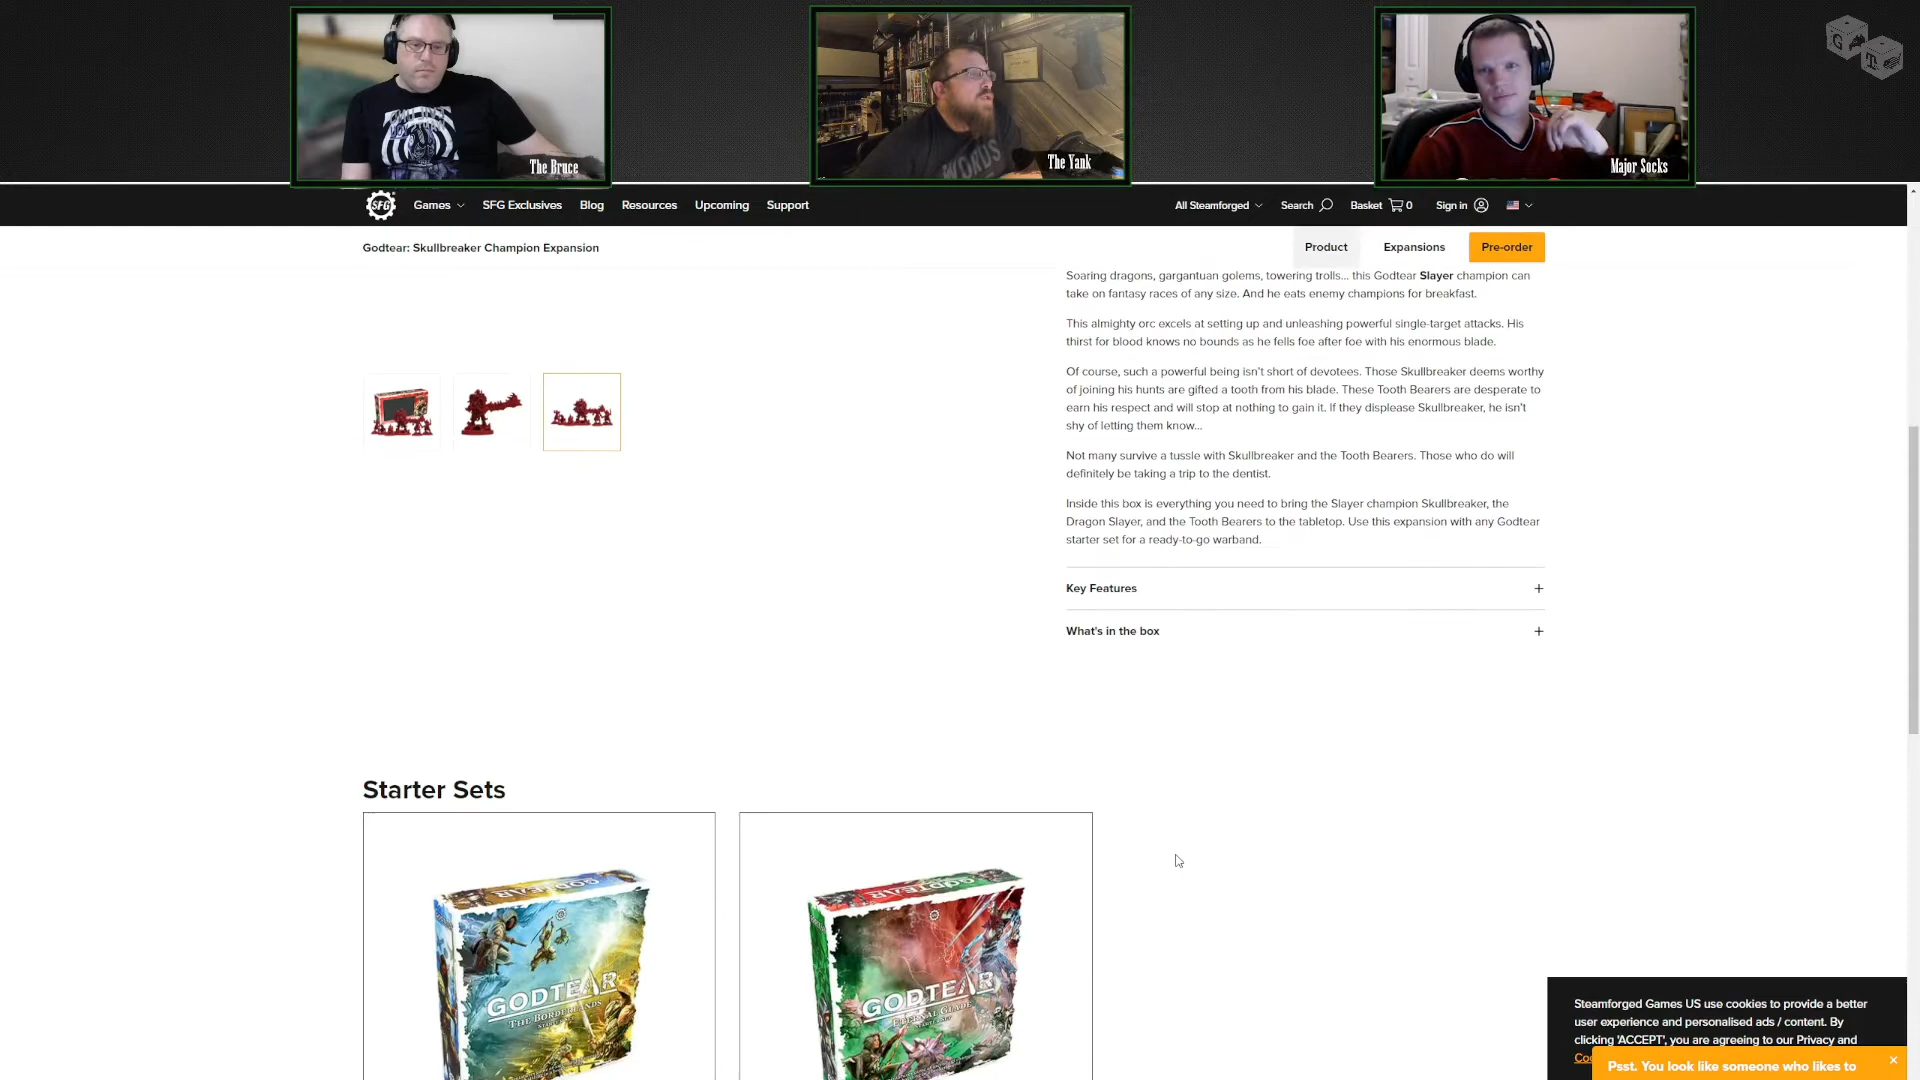 The Bruce
The Yank
WORDS
Major Socks
G
T
SFG
Games
SFG Exclusives
Blog
Resources
Upcoming
Support
All Steamforged
Search
Basket 0
Sign in
Godtear: Skullbreaker Champion Expansion
Product
Expansions
Pre-order
Soaring dragons, gargantuan golems, towering trolls... this Godtear Slayer champion can
take on fantasy races of any size. And he eats enemy champions for breakfast.
This almighty orc excels at setting up and unleashing powerful single-target attacks. His
thirst for blood knows no bounds as he fells foe after foe with his enormous blade.
Of course, such a powerful being isn't short of devotees. Those Skullbreaker deems worthy
of joining his hunts are gifted a tooth from his blade. These Tooth Bearers are desperate to
earn his respect and will stop at nothing to gain it. If they displease Skullbreaker, he isn't
shy of letting them know...
Not many survive a tussle with Skullbreaker and the Tooth Bearers. Those who do will
definitely be taking a trip to the dentist.
Inside this box is everything you need to bring the Slayer champion Skullbreaker, the
Dragon Slayer, and the Tooth Bearers to the tabletop. Use this expansion with any Godtear
starter set for a ready-to-go warband.
Key Features +
What's in the box +
Starter Sets
GODTEAR
GODTEAR
THE BORDERLANDS
STARTER SET
GODTEAR
GODTEAR
ETERNAL GLADE
STARTER SET
Steamforged Games US use cookies to provide a better
user experience and personalised ads / content. By
clicking 'ACCEPT', you are agreeing to our Privacy and
Coo
Psst. You look like someone who likes to